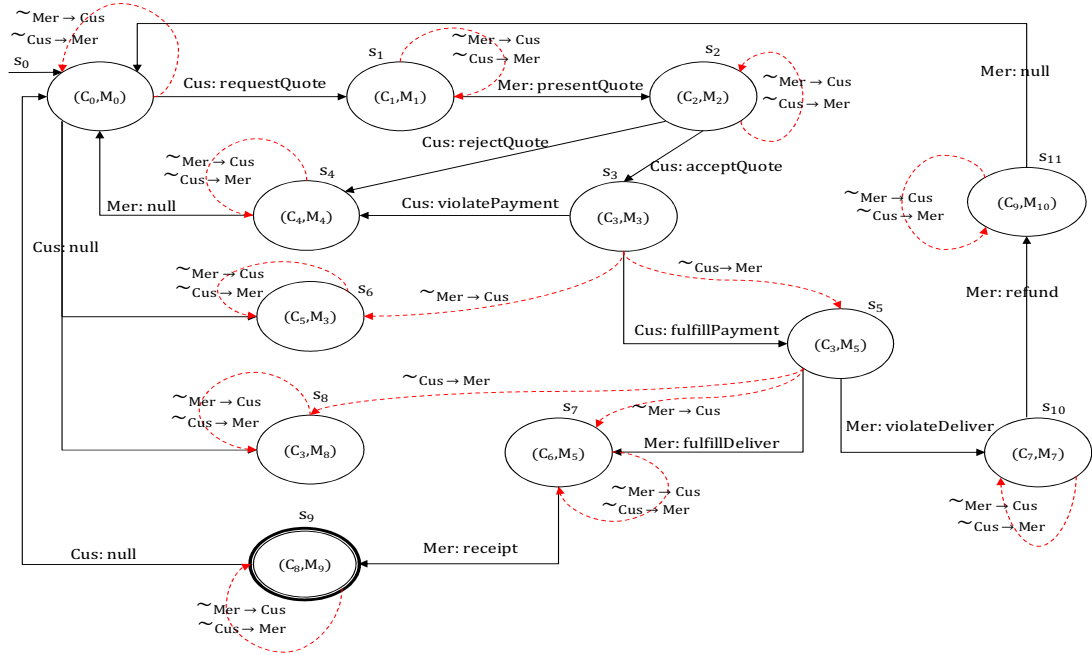 ~Mer → Cus
~Cus → Mer
s0
(C0,M0)
Cus: requestQuote
s1
~Mer → Cus
~Cus → Mer
(C1,M1)
Mer: presentQuote
s2
(C2,M2)
~Mer → Cus
~Cus → Mer
Mer: null
Cus: rejectQuote
Cus: acceptQuote
s4
~Mer → Cus
~Cus → Mer
(C4,M4)
Mer: null
Cus: violatePayment
s3
(C3,M3)
s11
~Mer → Cus
~Cus → Mer
(C9,M10)
Cus: null
~Mer → Cus
~Cus → Mer
s6
(C5,M3)
~Mer → Cus
~Cus→ Mer
Mer: refund
s5
Cus: fulfillPayment
(C3,M5)
~Cus → Mer
s8
~Mer → Cus
~Cus → Mer
(C3,M8)
s7
~Mer → Cus
Mer: fulfillDeliver
(C6,M5)
Mer: violateDeliver
s10
(C7,M7)
~Mer → Cus
~Cus → Mer
~Mer → Cus
~Cus → Mer
s9
Cus: null
(C8,M9)
Mer: receipt
~Mer → Cus
~Cus → Mer